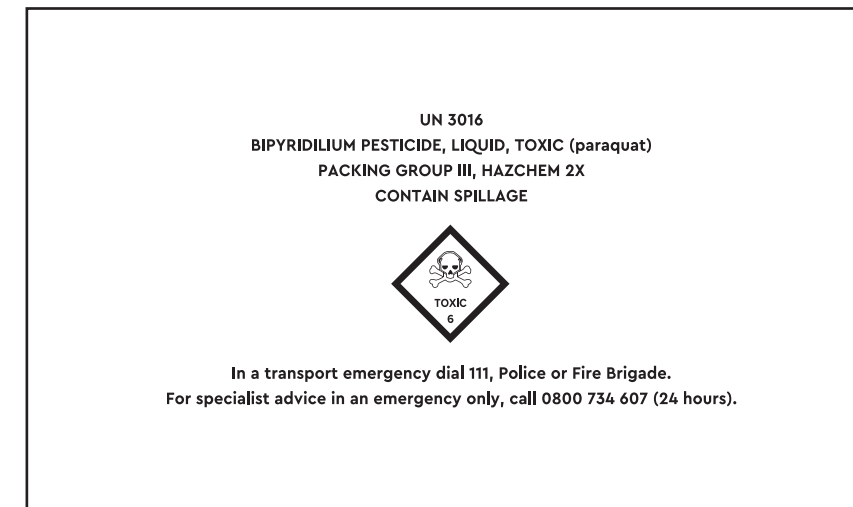 UN 3016
BIPYRIDILIUM PESTICIDE, LIQUID, TOXIC (paraquat)
PACKING GROUP III, HAZCHEM 2X
CONTAIN SPILLAGE
TOXIC
6
In a transport emergency dial 111, Police or Fire Brigade.
For specialist advice in an emergency only, call 0800 734 607 (24 hours).